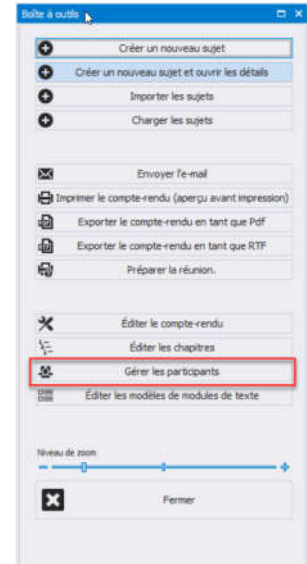 Boîte à outils
Créer un nouveau sujet
Créer un nouveau sujet et ouvrir les détails
Importer les sujets
Charger les sujets
Envoyer l'e-mail
Imprimer le compte-rendu (aperçu avant impression)
Exporter le compte-rendu en tant que Pdf
Exporter le compte-rendu en tant que RTF
Préparer la réunion.
Éditer le compte-rendu
Éditer les chapitres
Gérer les participants
Éditer les modèles de modules de texte
Niveau de zoom
Fermer